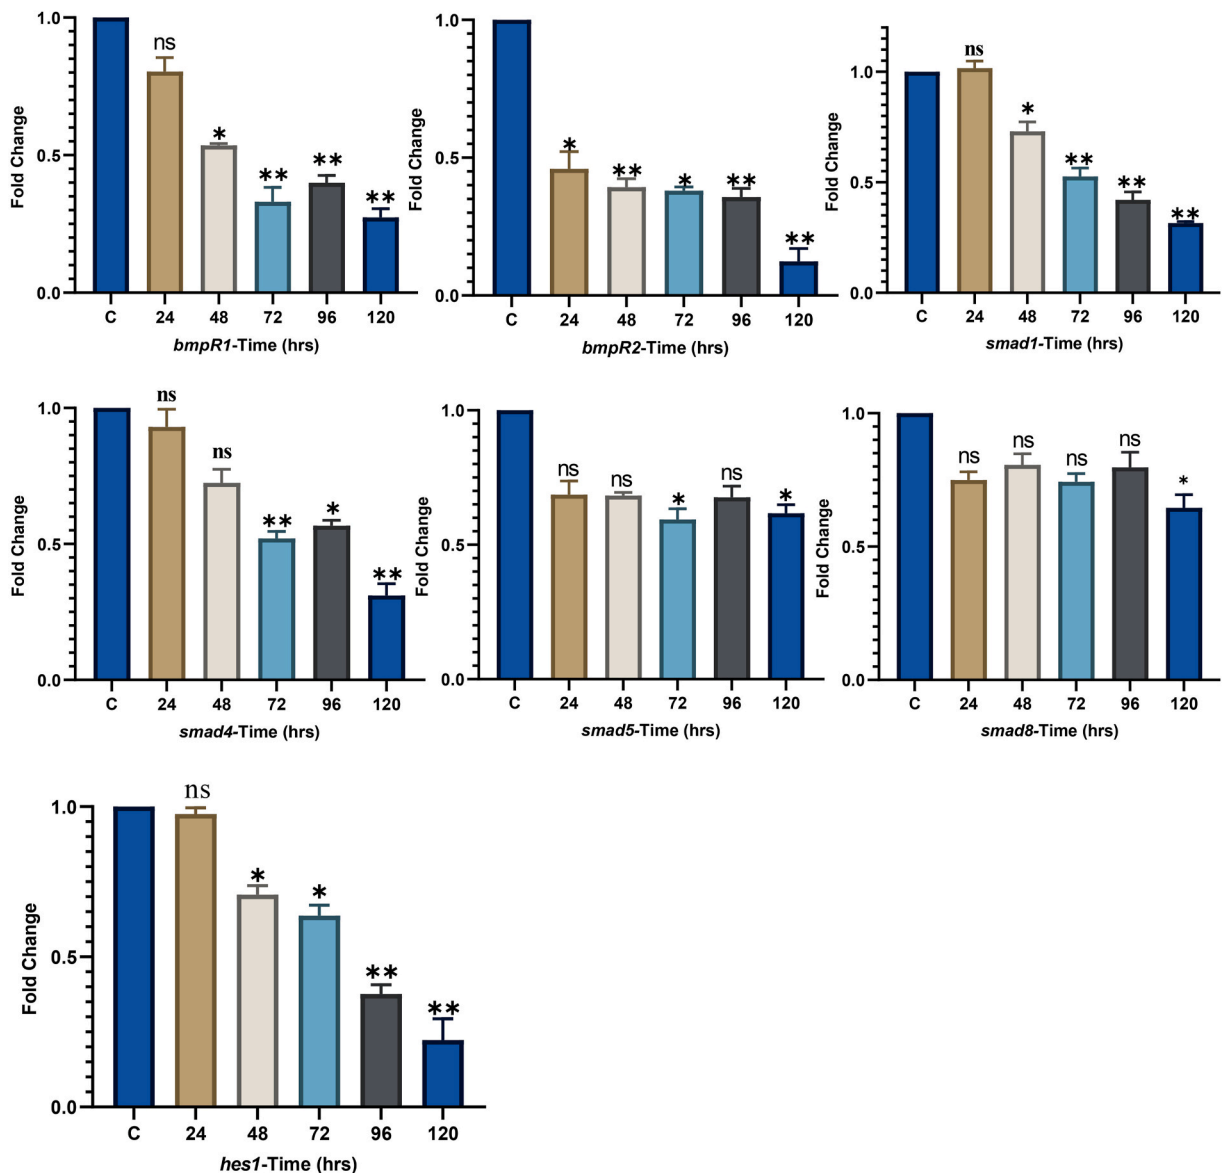 Fold Change
1.0
0.5
0.0
ns
*
**
**
**
C 24 48 72 96 120
bmpR1-Time (hrs)
Fold Change
1.0
0.5
0.0
*
**
*
**
**
C 24 48 72 96 120
bmpR2-Time (hrs)
Fold Change
1.0
0.5
0.0
ns
*
**
**
**
C 24 48 72 96 120
smad1-Time (hrs)
Fold Change
1.0
0.5
0.0
ns
ns
**
*
**
C 24 48 72 96 120
smad4-Time (hrs)
Fold Change
1.0
0.5
0.0
ns
ns
*
ns
*
C 24 48 72 96 120
smad5-Time (hrs)
Fold Change
1.0
0.5
0.0
ns
ns
ns
ns
*
C 24 48 72 96 120
smad8-Time (hrs)
Fold Change
1.0
0.5
0.0
ns
*
*
**
**
C 24 48 72 96 120
hes1-Time (hrs)